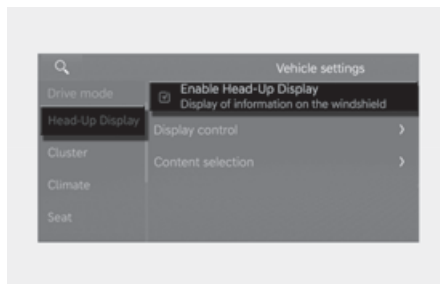 Vehicle settings
Drive mode
Enable Head-Up Display
Display of information on the windshield
Head-Up Display
Display control
Cluster
Content selection
Climate
Seat